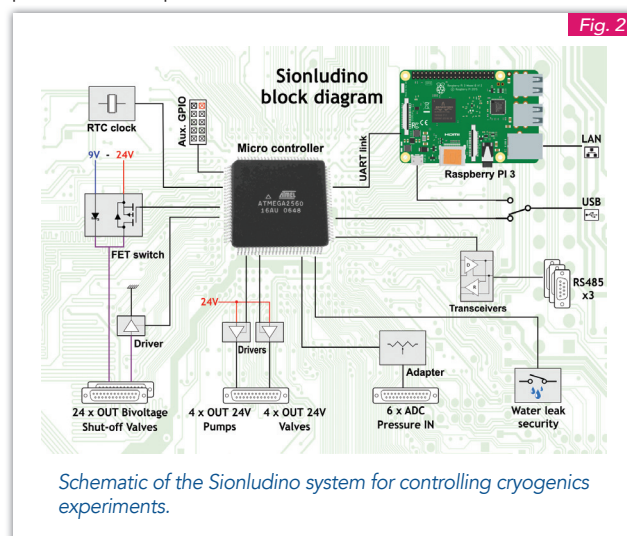 Fig. 2
Sionludino
block diagram
RTC clock
Aux. GPIO
Micro controller
UART link
LAN
9V - 24V
ATMEL
ATMEGA2560
16AU 0648
Raspberry PI 3
USB
FET switch
Transceivers
D
R
RS485
x3
24V
Driver
Drivers
Adapter
24 x OUT Bivoltage
Shut-off Valves
4 x OUT 24V
Pumps
4 x OUT 24V
Valves
6 x ADC
Pressure IN
Water leak
security
Schematic of the Sionludino system for controlling cryogenics
experiments.